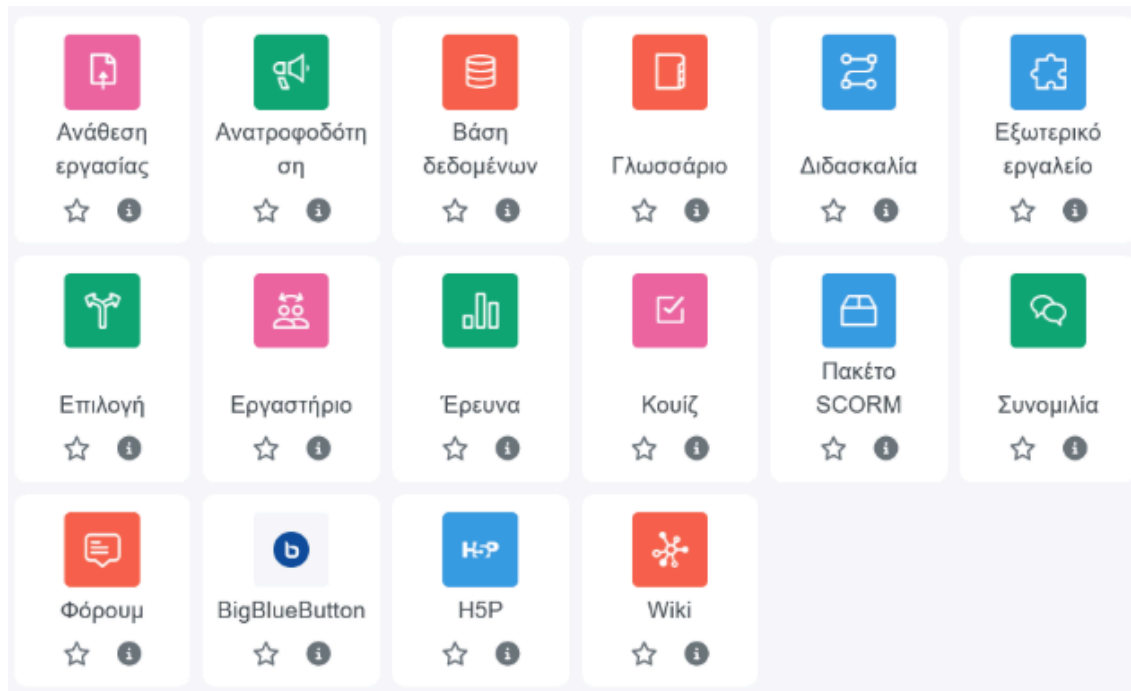 Ανάθεση
εργασίας
Ανατροφοδότη
ση
Βάση
δεδομένων
Γλωσσάριο
Διδασκαλία
Εξωτερικό
εργαλείο
Επιλογή
Εργαστήριο
Έρευνα
Κουίζ
Πακέτο
SCORM
Συνομιλία
Φόρουμ
b
BigBlueButton
H5P
H5P
Wiki